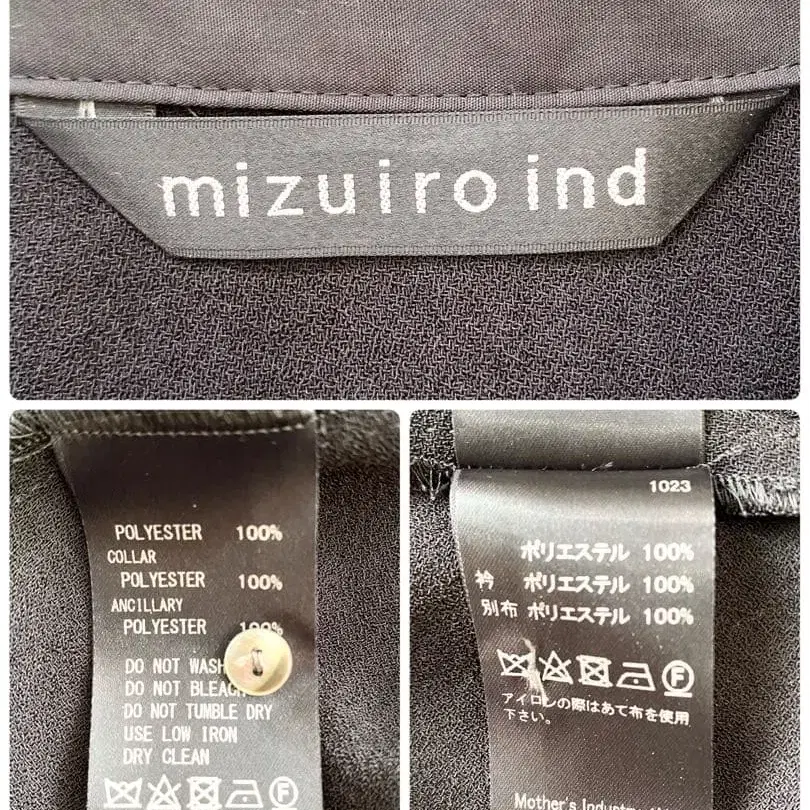 mizuiro ind
POLYESTER 100%
COLLAR
POLYESTER 100%
ANCILLARY
POLYESTER 100%
DO NOT WASH
DO NOT BLEACH
DO NOT TUMBLE DRY
USE LOW IRON
DRY CLEAN
1023
ポリエステル 100%
衿 ポリエステル 100%
別布 ポリエステル 100%
アイロンの際はあて布を使用
下さい。
Mother's